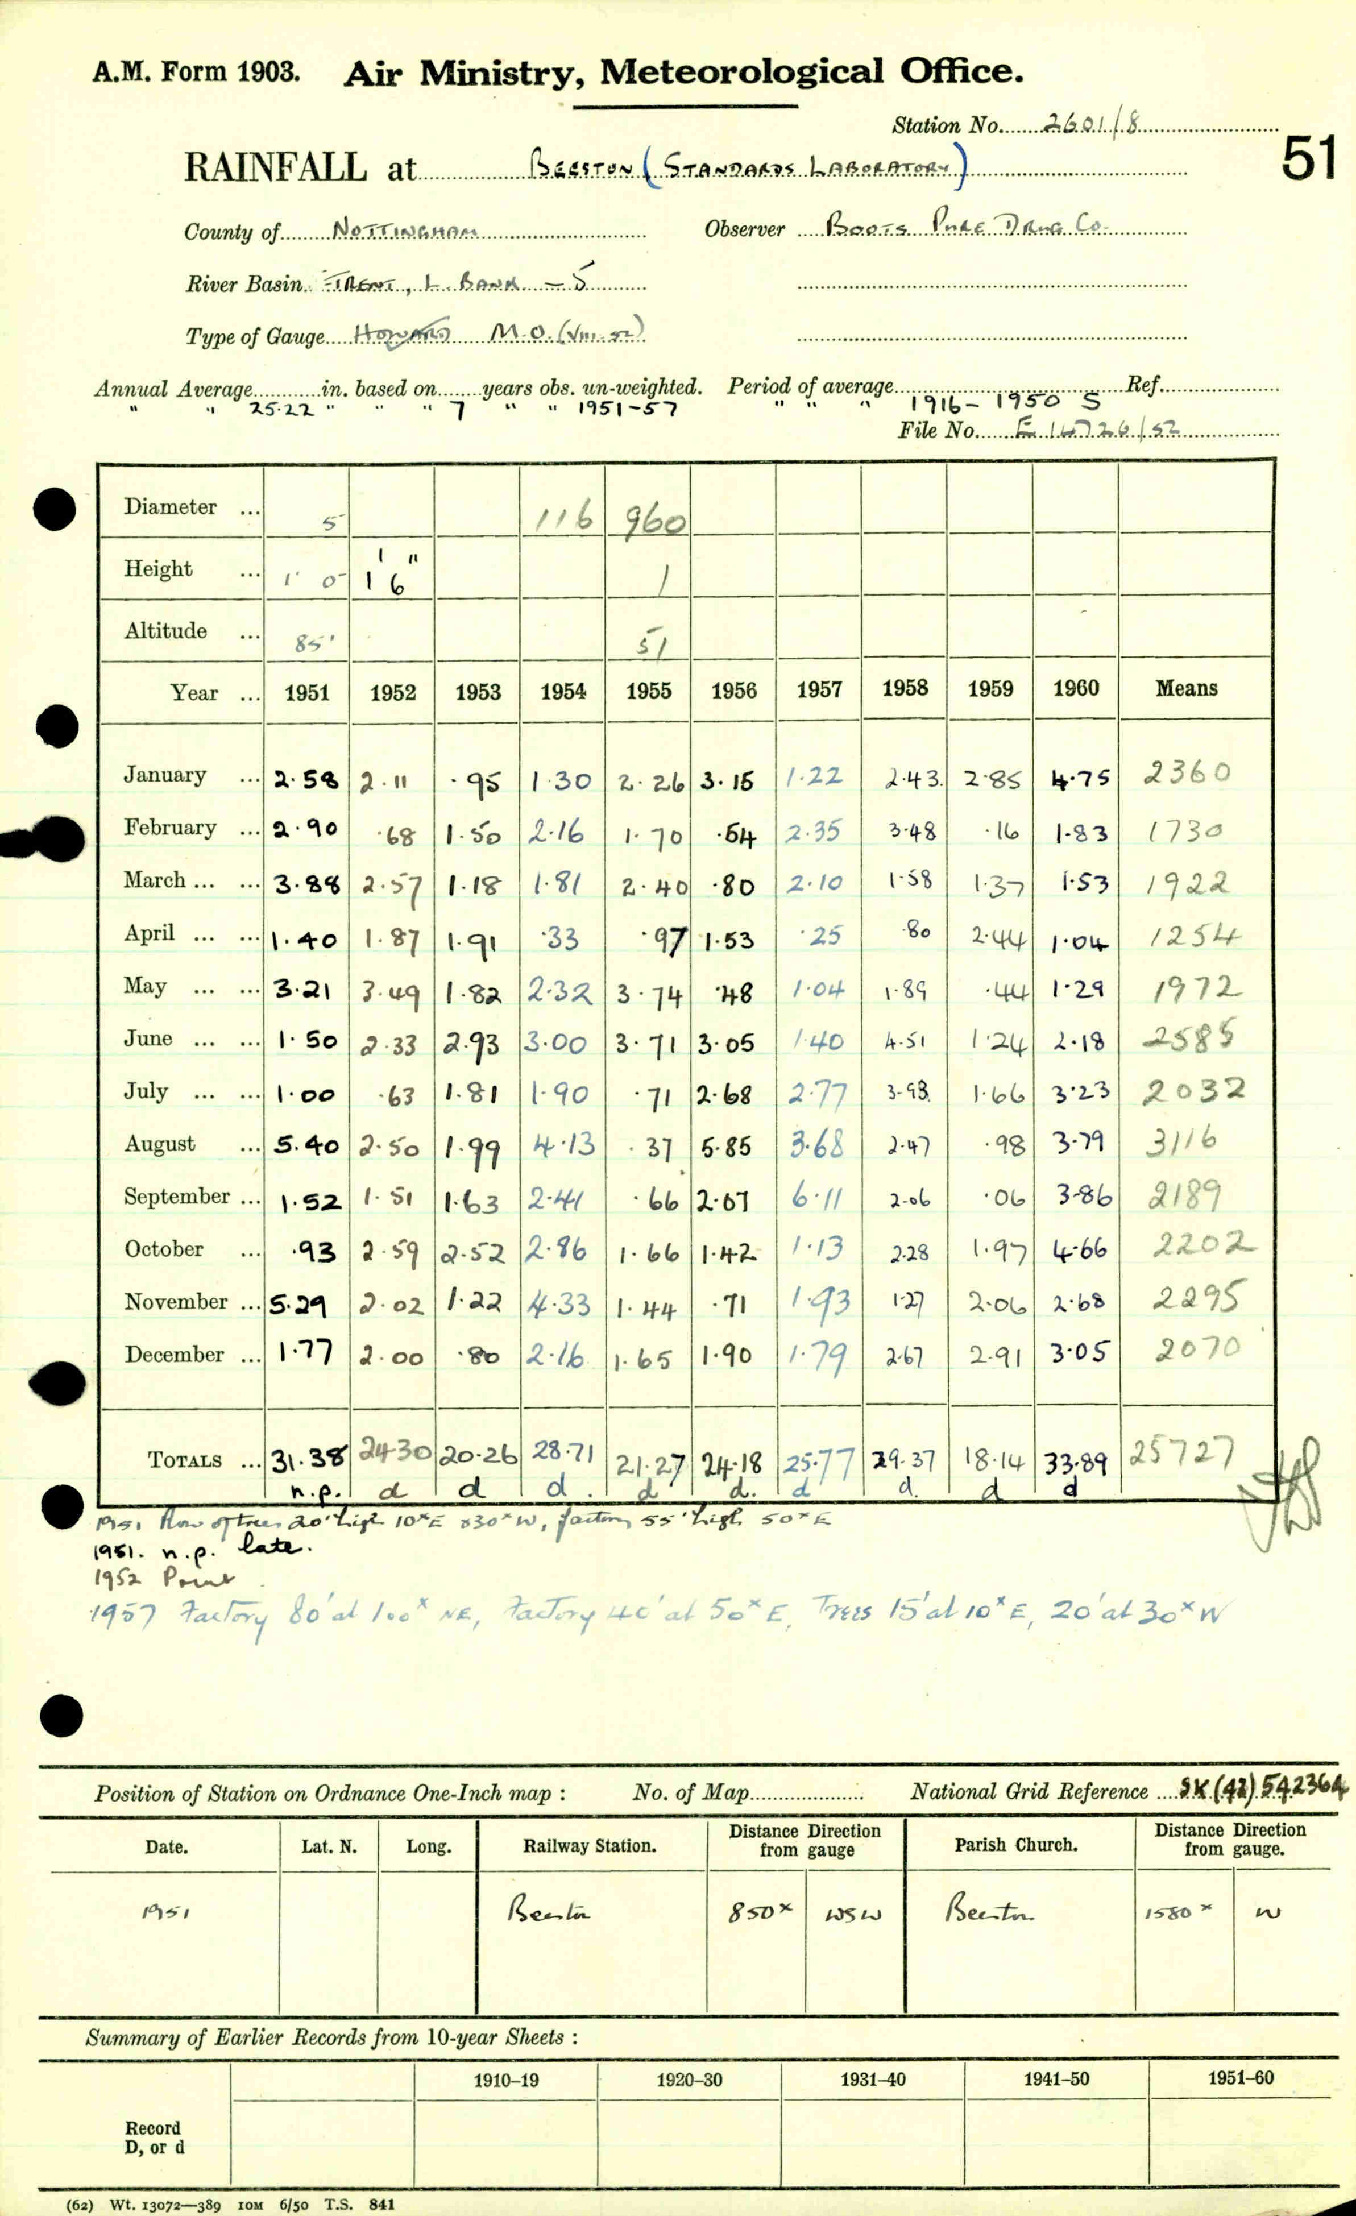 A.M. Form 1903. Air Ministry, Meteorological Office.
Station No. 2601/8
51
RAINFALL at BEESTON (STANDARDS LABORATORY)
County of NOTTINGHAM Observer BOOTS PURE DRUG CO.
River Basin TRENT, L. BANK – 5
Type of Gauge HOWARD M.O. (VIII.52)
Annual Average in. based on years obs. un-weighted. Period of average Ref.
" " 25.22 " " " 7 " " 1951–57 " " " 1916–1950 S
File No. E 14726/52
Diameter ... 5 116 960
Height ... 1' 0" 1' 6" 1
Altitude ... 85' 51
Year ... 1951 1952 1953 1954 1955 1956 1957 1958 1959 1960 Means
January ... 2.58 2.11 .95 1.30 2.26 3.15 1.22 2.43 2.85 4.75 2360
February ... 2.90 .68 1.50 2.16 1.70 .54 2.35 3.48 .16 1.83 1730
March ... ... 3.88 2.57 1.18 1.81 2.40 .80 2.10 1.58 1.37 1.53 1922
April ... ... 1.40 1.87 1.91 .33 .97 1.53 .25 .80 2.44 1.04 1254
May ... ... 3.21 3.49 1.82 2.32 3.74 .48 1.04 1.89 .44 1.29 1972
June ... ... 1.50 2.33 2.93 3.00 3.71 3.05 1.40 4.51 1.24 2.18 2585
July ... ... 1.00 .63 1.81 1.90 .71 2.68 2.77 3.93 1.66 3.23 2032
August ... 5.40 2.50 1.99 4.13 .37 5.85 3.68 2.47 .98 3.79 3116
September ... 1.52 1.51 1.63 2.41 .66 2.07 6.11 2.06 .06 3.86 2189
October ... .93 2.59 2.52 2.86 1.66 1.42 1.13 2.28 1.97 4.66 2202
November ... 5.29 2.02 1.22 4.33 1.44 .71 1.93 1.27 2.06 2.68 2295
December ... 1.77 2.00 .80 2.16 1.65 1.90 1.79 2.67 2.91 3.05 2070
TOTALS ... 31.38 24.30 20.26 28.71 21.27 24.18 25.77 29.37 18.14 33.89 25727
n.p. d d d. d d. d d. d d
1951 Row of trees 20' high 10ˣE &30ˣW, factory 55' high 50ˣE
1951. n.p. late.
1952
1957 Factory 80' at 100ˣ NE, Factory 40' at 50ˣ E, Trees 15' at 10ˣ E, 20' at 30ˣ W
Position of Station on Ordnance One-Inch map : No. of Map National Grid Reference SK (43) 542364
Date. Lat. N. Long. Railway Station. Distance from Direction gauge Parish Church. Distance from Direction gauge.
1951 Beeston 850ˣ WSW Beeston 1580ˣ W
Summary of Earlier Records from 10-year Sheets :
1910–19 1920–30 1931–40 1941–50 1951–60
Record
D, or d
(62) Wt. 13072—389 10M 6/50 T.S. 841